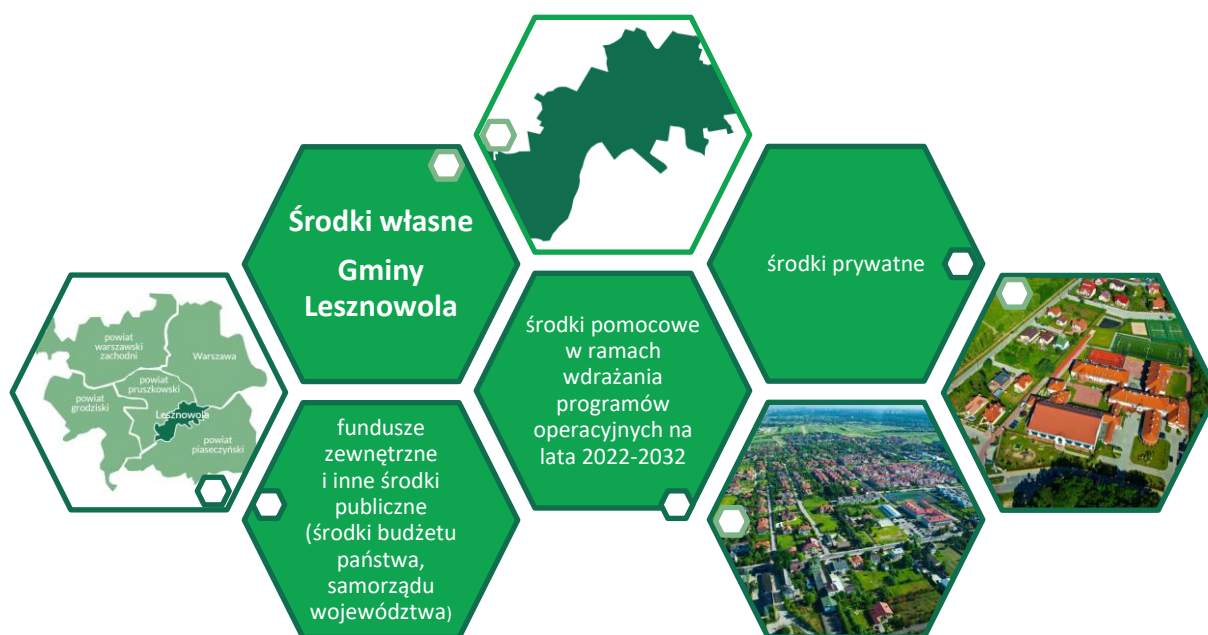 Środki własne
Gminy
Lesznowola
środki prywatne
środki pomocowe
w ramach
wdrażania
programów
operacyjnych na
lata 2022-2032
powiat
warszawski
zachodni
Warszawa
powiat
pruszkowski
powiat
grodziski
Lesznowola
powiat
piaseczyński
fundusze
zewnętrzne
i inne środki
publiczne
(środki budżetu
państwa,
samorządu
województwa)